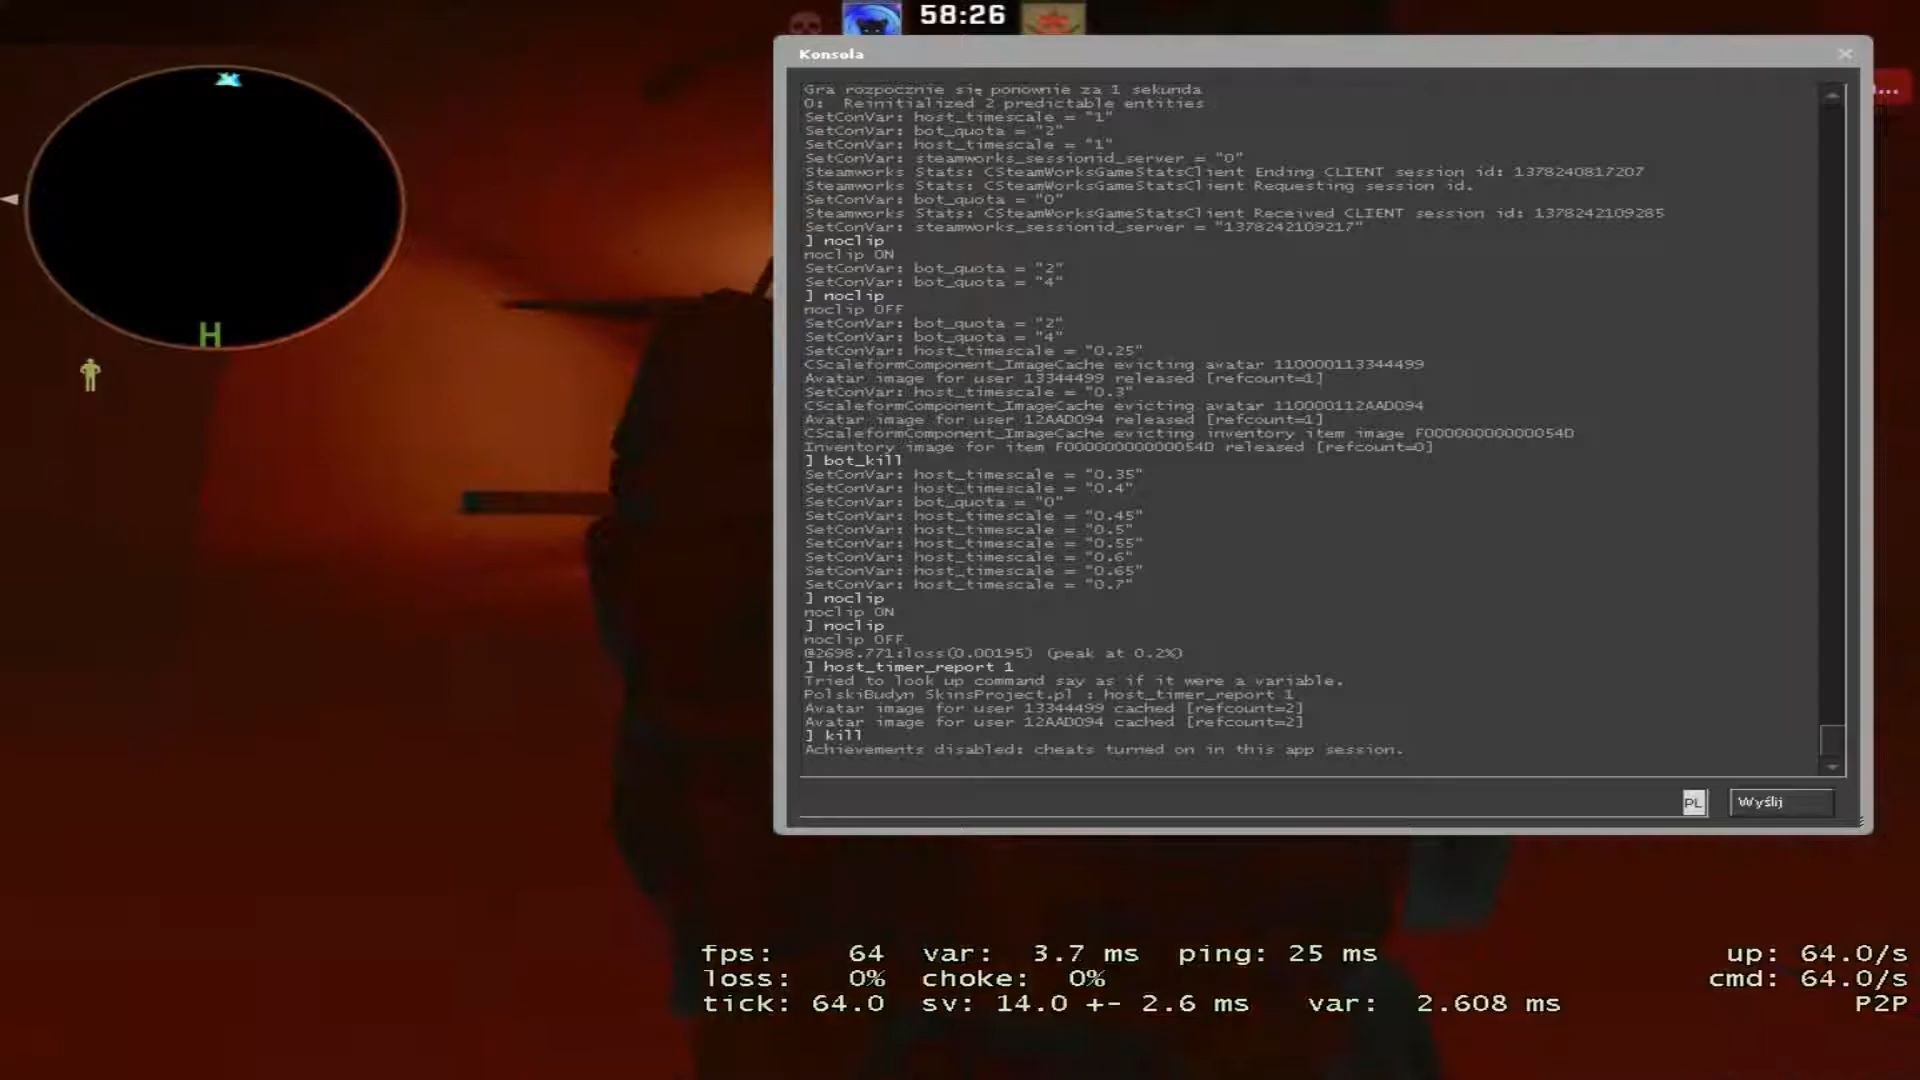 58:26
Konsola
Gra rozpocznie się ponownie za 1 sekunda
0:  Reinitialized 2 predictable entities
SetConVar: host_timescale = "1"
SetConVar: bot_quota = "2"
SetConVar: host_timescale = "1"
SetConVar: steamworks_sessionid_server = "0"
Steamworks Stats: CSteamWorksGameStatsClient Ending CLIENT session id: 1378240817207
Steamworks Stats: CSteamWorksGameStatsClient Requesting session id.
SetConVar: bot_quota = "0"
Steamworks Stats: CSteamWorksGameStatsClient Received CLIENT session id: 1378242109285
SetConVar: steamworks_sessionid_server = "1378242109217"
] noclip
noclip ON
SetConVar: bot_quota = "2"
SetConVar: bot_quota = "4"
] noclip
noclip OFF
SetConVar: bot_quota = "2"
SetConVar: bot_quota = "4"
SetConVar: host_timescale = "0.25"
CScaleformComponent_ImageCache evicting avatar 110000113344499
Avatar image for user 13344499 released [refcount=1]
SetConVar: host_timescale = "0.3"
CScaleformComponent_ImageCache evicting avatar 110000112AAD094
Avatar image for user 12AAD094 released [refcount=1]
CScaleformComponent_ImageCache evicting inventory item image F00000000000054D
Inventory image for item F00000000000054D released [refcount=0]
] bot_kill
SetConVar: host_timescale = "0.35"
SetConVar: host_timescale = "0.4"
SetConVar: bot_quota = "0"
SetConVar: host_timescale = "0.45"
SetConVar: host_timescale = "0.5"
SetConVar: host_timescale = "0.55"
SetConVar: host_timescale = "0.6"
SetConVar: host_timescale = "0.65"
SetConVar: host_timescale = "0.7"
] noclip
noclip ON
] noclip
noclip OFF
@2698.771:loss(0.00195) (peak at 0.2%)
] host_timer_report 1
Tried to look up command say as if it were a variable.
PolskiBudyn SkinsProject.pl : host_timer_report 1
Avatar image for user 13344499 cached [refcount=2]
Avatar image for user 12AAD094 cached [refcount=2]
] kill
Achievements disabled: cheats turned on in this app session.
PL Wyślij
H
fps: 64 var: 3.7 ms ping: 25 ms up: 64.0/s
loss: 0% choke: 0% cmd: 64.0/s
tick: 64.0 sv: 14.0 +- 2.6 ms var: 2.608 ms P2P